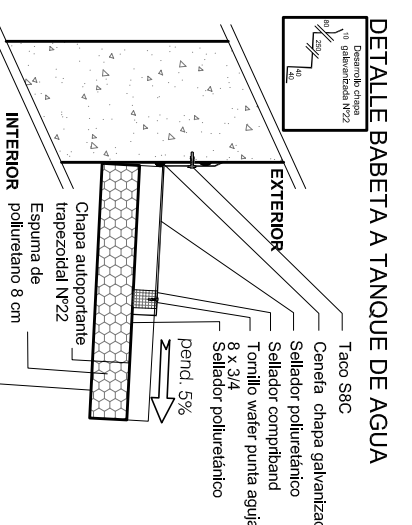 DETALLE BABETA A TANQUE DE AGUA
Desarrollo chapa
galavanizada Nº22
10
80
250
40
40
EXTERIOR
Taco S8C
Cenefa chapa galvaniza
Sellador poliuretánico
Sellador compriband
Tornillo wafer punta aguja
8 x 3/4
Sellador poliuretánico
pend. 5%
Chapa autoportante
trapezoidal Nº22
Espuma de
poliuretano 8 cm
INTERIOR